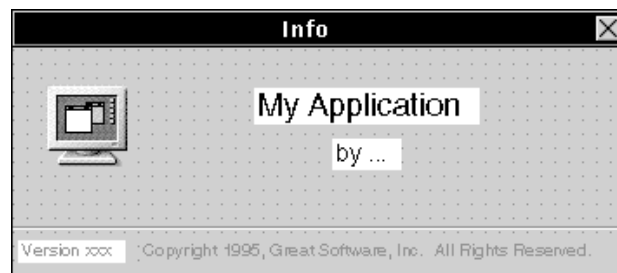 Info
My Application
by ...
Version xxx Copyright 1995, Great Software, Inc. All Rights Reserved.